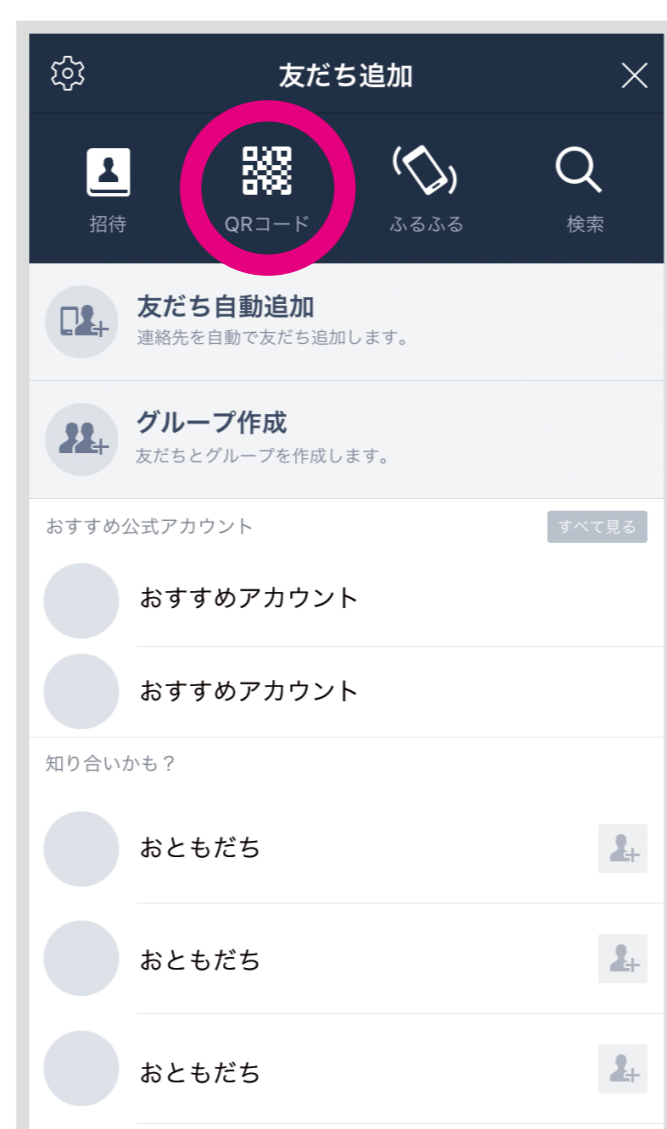 友だち追加
招待
QRコード
ふるふる
検索
友だち自動追加
連絡先を自動で友だち追加します。
グループ作成
友だちとグループを作成します。
おすすめ公式アカウント
すべて見る
おすすめアカウント
おすすめアカウント
知り合いかも？
おともだち
おともだち
おともだち